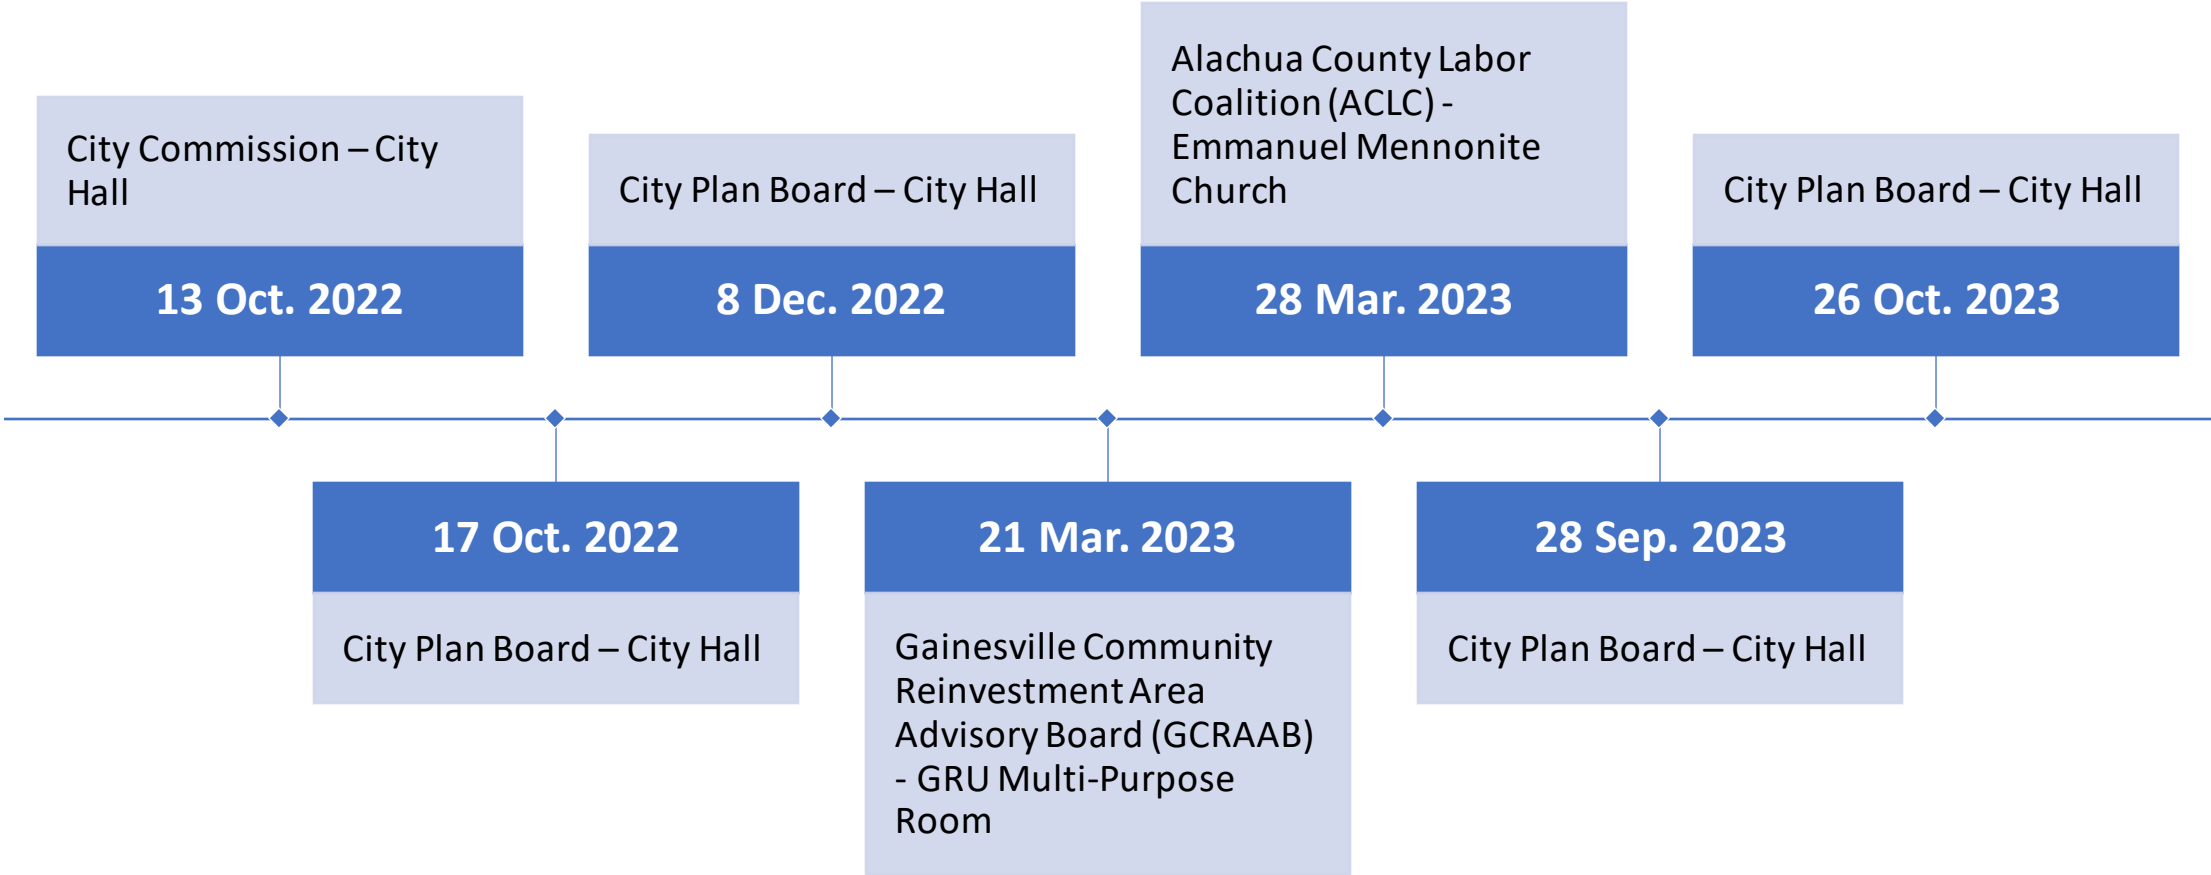 City Commission – City
Hall
13 Oct. 2022
17 Oct. 2022
City Plan Board – City Hall
City Plan Board – City Hall
8 Dec. 2022
21 Mar. 2023
Gainesville Community
Reinvestment Area
Advisory Board (GCRAAB)
- GRU Multi-Purpose
Room
Alachua County Labor
Coalition (ACLC) -
Emmanuel Mennonite
Church
28 Mar. 2023
28 Sep. 2023
City Plan Board – City Hall
City Plan Board – City Hall
26 Oct. 2023